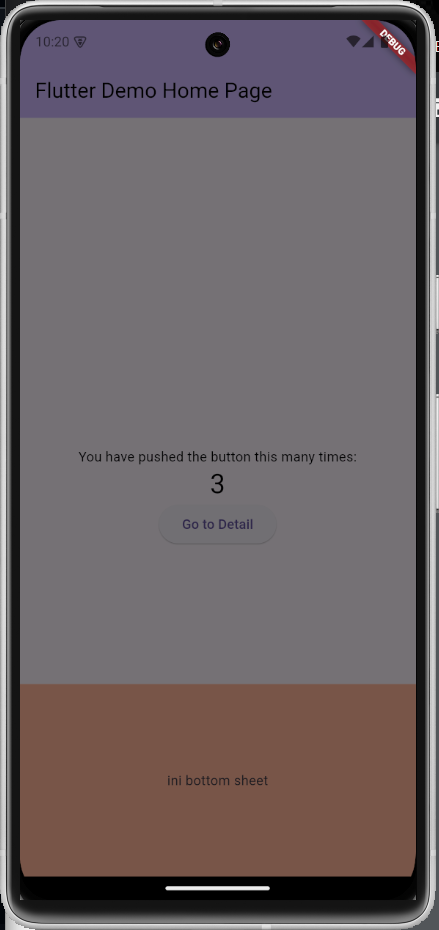 10:20
DEBUG
Flutter Demo Home Page
You have pushed the button this many times:
3
Go to Detail
ini bottom sheet